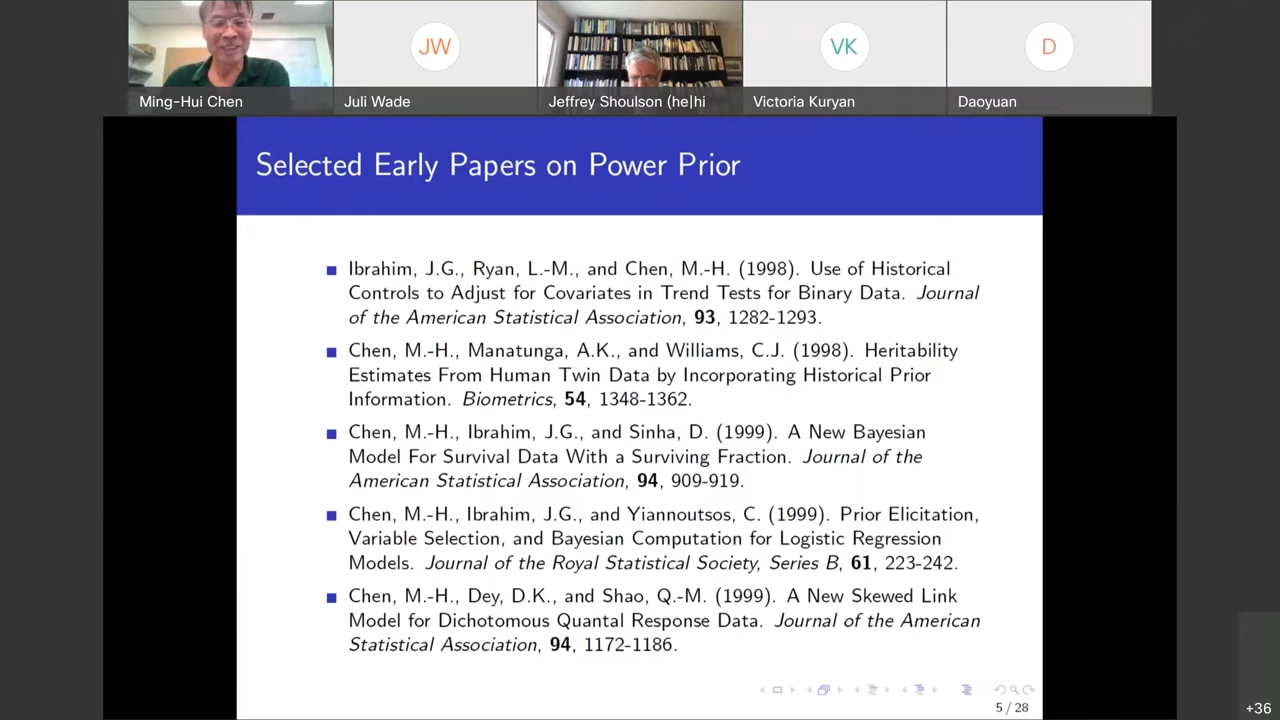 JW
VK
D
Ming-Hui Chen
Juli Wade
Jeffrey Shoulson (he|hi
Victoria Kuryan
Daoyuan
Selected Early Papers on Power Prior
Ibrahim, J.G., Ryan, L.-M., and Chen, M.-H. (1998). Use of Historical
Controls to Adjust for Covariates in Trend Tests for Binary Data. Journal
of the American Statistical Association, 93, 1282-1293.
Chen, M.-H., Manatunga, A.K., and Williams, C.J. (1998). Heritability
Estimates From Human Twin Data by Incorporating Historical Prior
Information. Biometrics, 54, 1348-1362.
Chen, M.-H., Ibrahim, J.G., and Sinha, D. (1999). A New Bayesian
Model For Survival Data With a Surviving Fraction. Journal of the
American Statistical Association, 94, 909-919.
Chen, M.-H., Ibrahim, J.G., and Yiannoutsos, C. (1999). Prior Elicitation,
Variable Selection, and Bayesian Computation for Logistic Regression
Models. Journal of the Royal Statistical Society, Series B, 61, 223-242.
Chen, M.-H., Dey, D.K., and Shao, Q.-M. (1999). A New Skewed Link
Model for Dichotomous Quantal Response Data. Journal of the American
Statistical Association, 94, 1172-1186.
5 / 28
+36